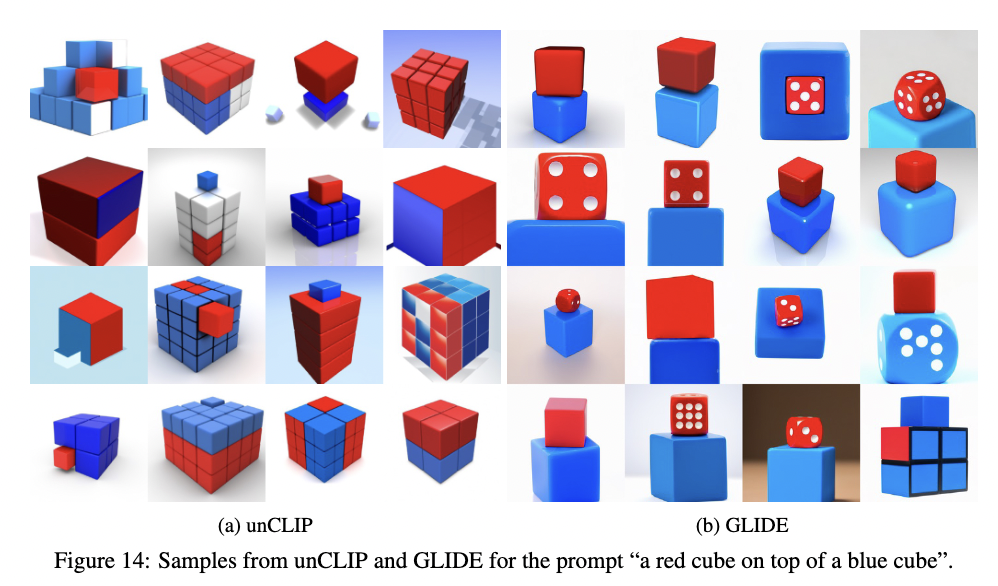 (a) unCLIP
(b) GLIDE
Figure 14: Samples from unCLIP and GLIDE for the prompt “a red cube on top of a blue cube”.